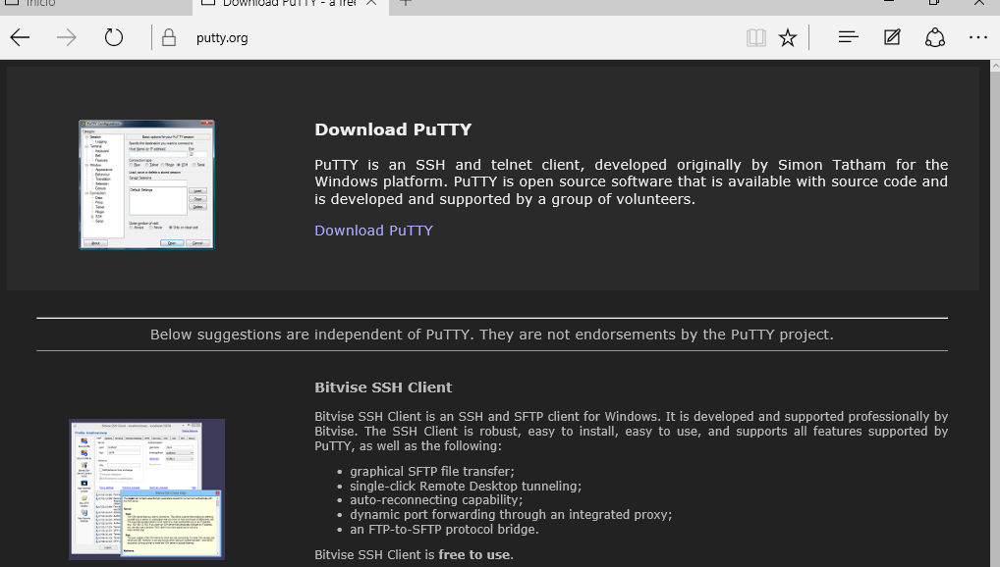 Inicio
Download PuTTY - a free
putty.org
Download PuTTY
PuTTY is an SSH and telnet client, developed originally by Simon Tatham for the
Windows platform. PuTTY is open source software that is available with source code and
is developed and supported by a group of volunteers.
Download PuTTY
Below suggestions are independent of PuTTY. They are not endorsements by the PuTTY project.
Bitvise SSH Client
Bitvise SSH Client is an SSH and SFTP client for Windows. It is developed and supported professionally by
Bitvise. The SSH Client is robust, easy to install, easy to use, and supports all features supported by
PuTTY, as well as the following:
graphical SFTP file transfer;
single-click Remote Desktop tunneling;
auto-reconnecting capability;
dynamic port forwarding through an integrated proxy;
an FTP-to-SFTP protocol bridge.
Bitvise SSH Client is free to use.